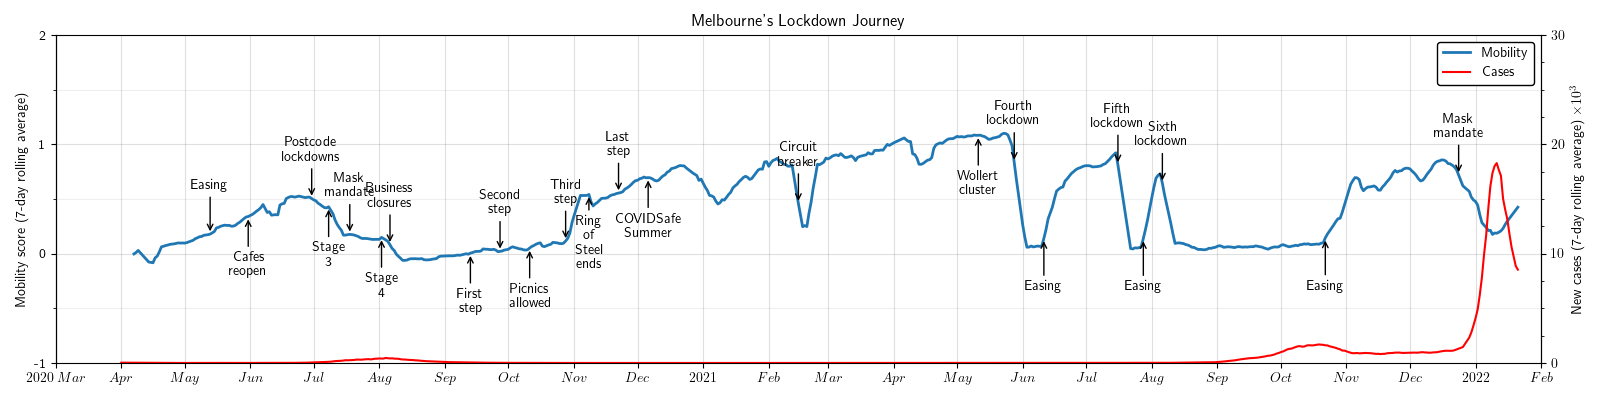 Melbourne's Lockdown Journey
Mobility score (7-day rolling average)
2
1
0
-1
New cases (7-day rolling average) ×10³
30
20
10
0
Mobility
Cases
Easing
Cafes
reopen
Postcode
lockdowns
Stage
3
Mask
mandate
Stage
4
Business
closures
First
step
Second
step
Picnics
allowed
Third
step
Ring
of
Steel
ends
Last
step
COVIDSafe
Summer
Circuit
breaker
Wollert
cluster
Fourth
lockdown
Easing
Fifth
lockdown
Easing
Sixth
lockdown
Easing
Mask
mandate
2020 Mar Apr May Jun Jul Aug Sep Oct Nov Dec 2021 Feb Mar Apr May Jun Jul Aug Sep Oct Nov Dec 2022 Feb